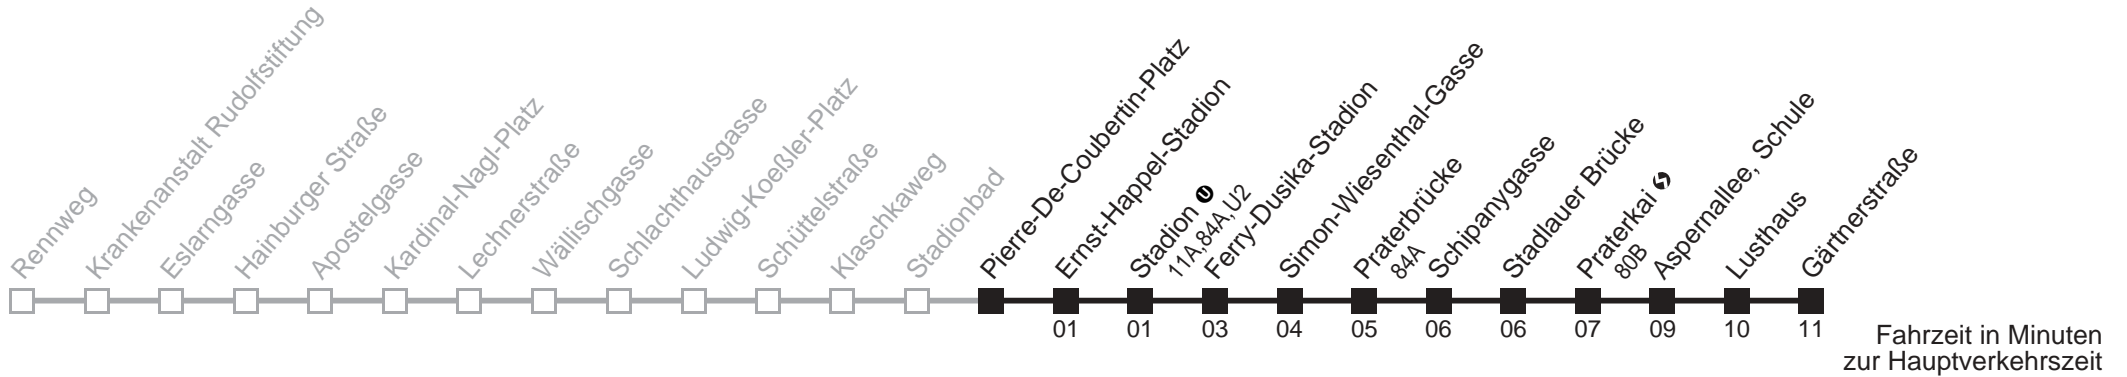 Rennweg
Krankenanstalt Rudolfstiftung
Eslarngasse
Hainburger Straße
Apostelgasse
Kardinal-Nagl-Platz
Lechnerstraße
Wällischgasse
Schlachthausgasse
Ludwig-Koeßler-Platz
Schüttelstraße
Klaschkaweg
Stadionbad
Pierre-De-Coubertin-Platz
Ernst-Happel-Stadion
Stadion U
11A,84A,U2
Ferry-Dusika-Stadion
Simon-Wiesenthal-Gasse
Praterbrücke
84A
Schipanygasse
Stadlauer Brücke
Praterkai S
80B
Aspernallee, Schule
Lusthaus
Gärtnerstraße
01 01 03 04 05 06 06 07 09 10 11
Fahrzeit in Minuten
zur Hauptverkehrszeit